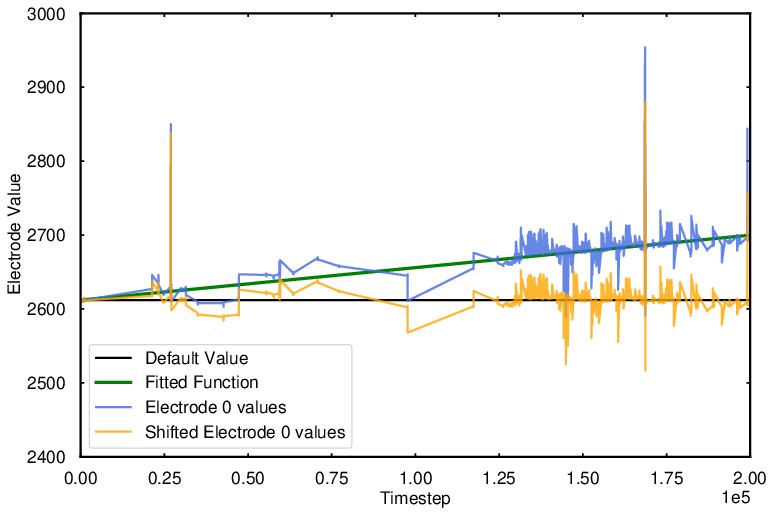 3000
2900
2800
2700
2600
2500
2400
Electrode Value
Default Value
Fitted Function
Electrode 0 values
Shifted Electrode 0 values
0.00 0.25 0.50 0.75 1.00 1.25 1.50 1.75 2.00
1e5
Timestep